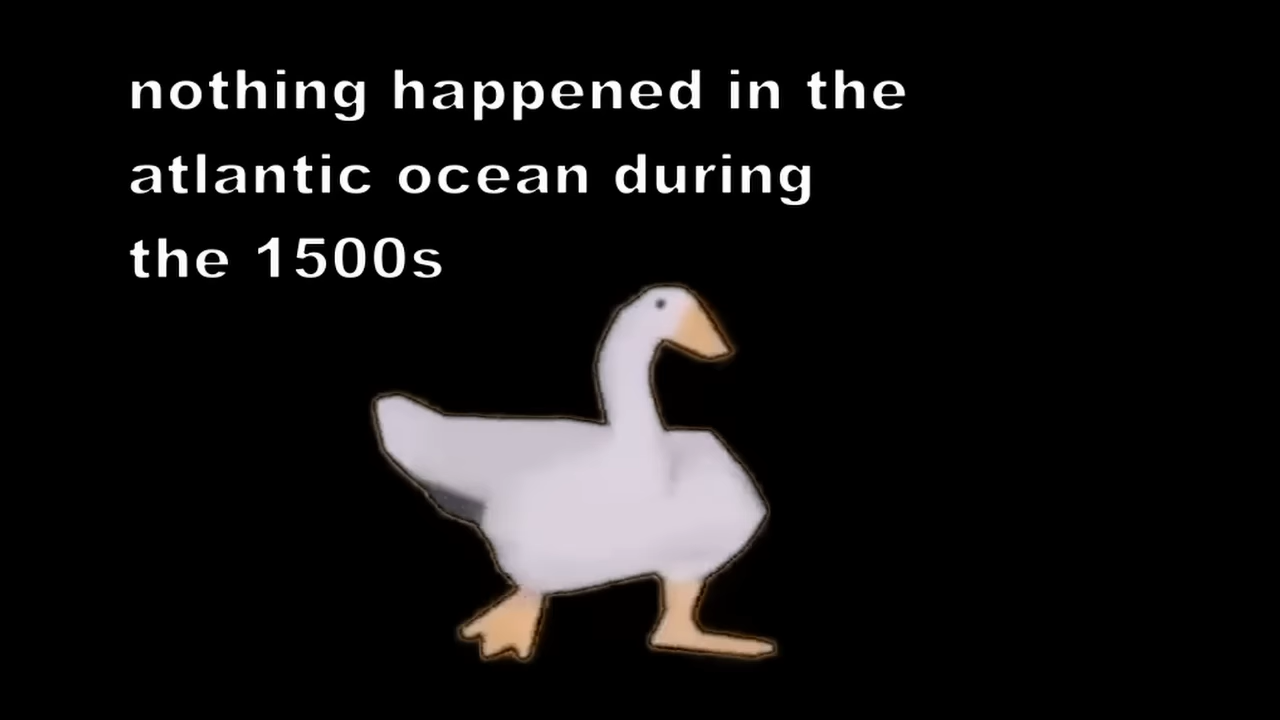 nothing happened in the
atlantic ocean during
the 1500s